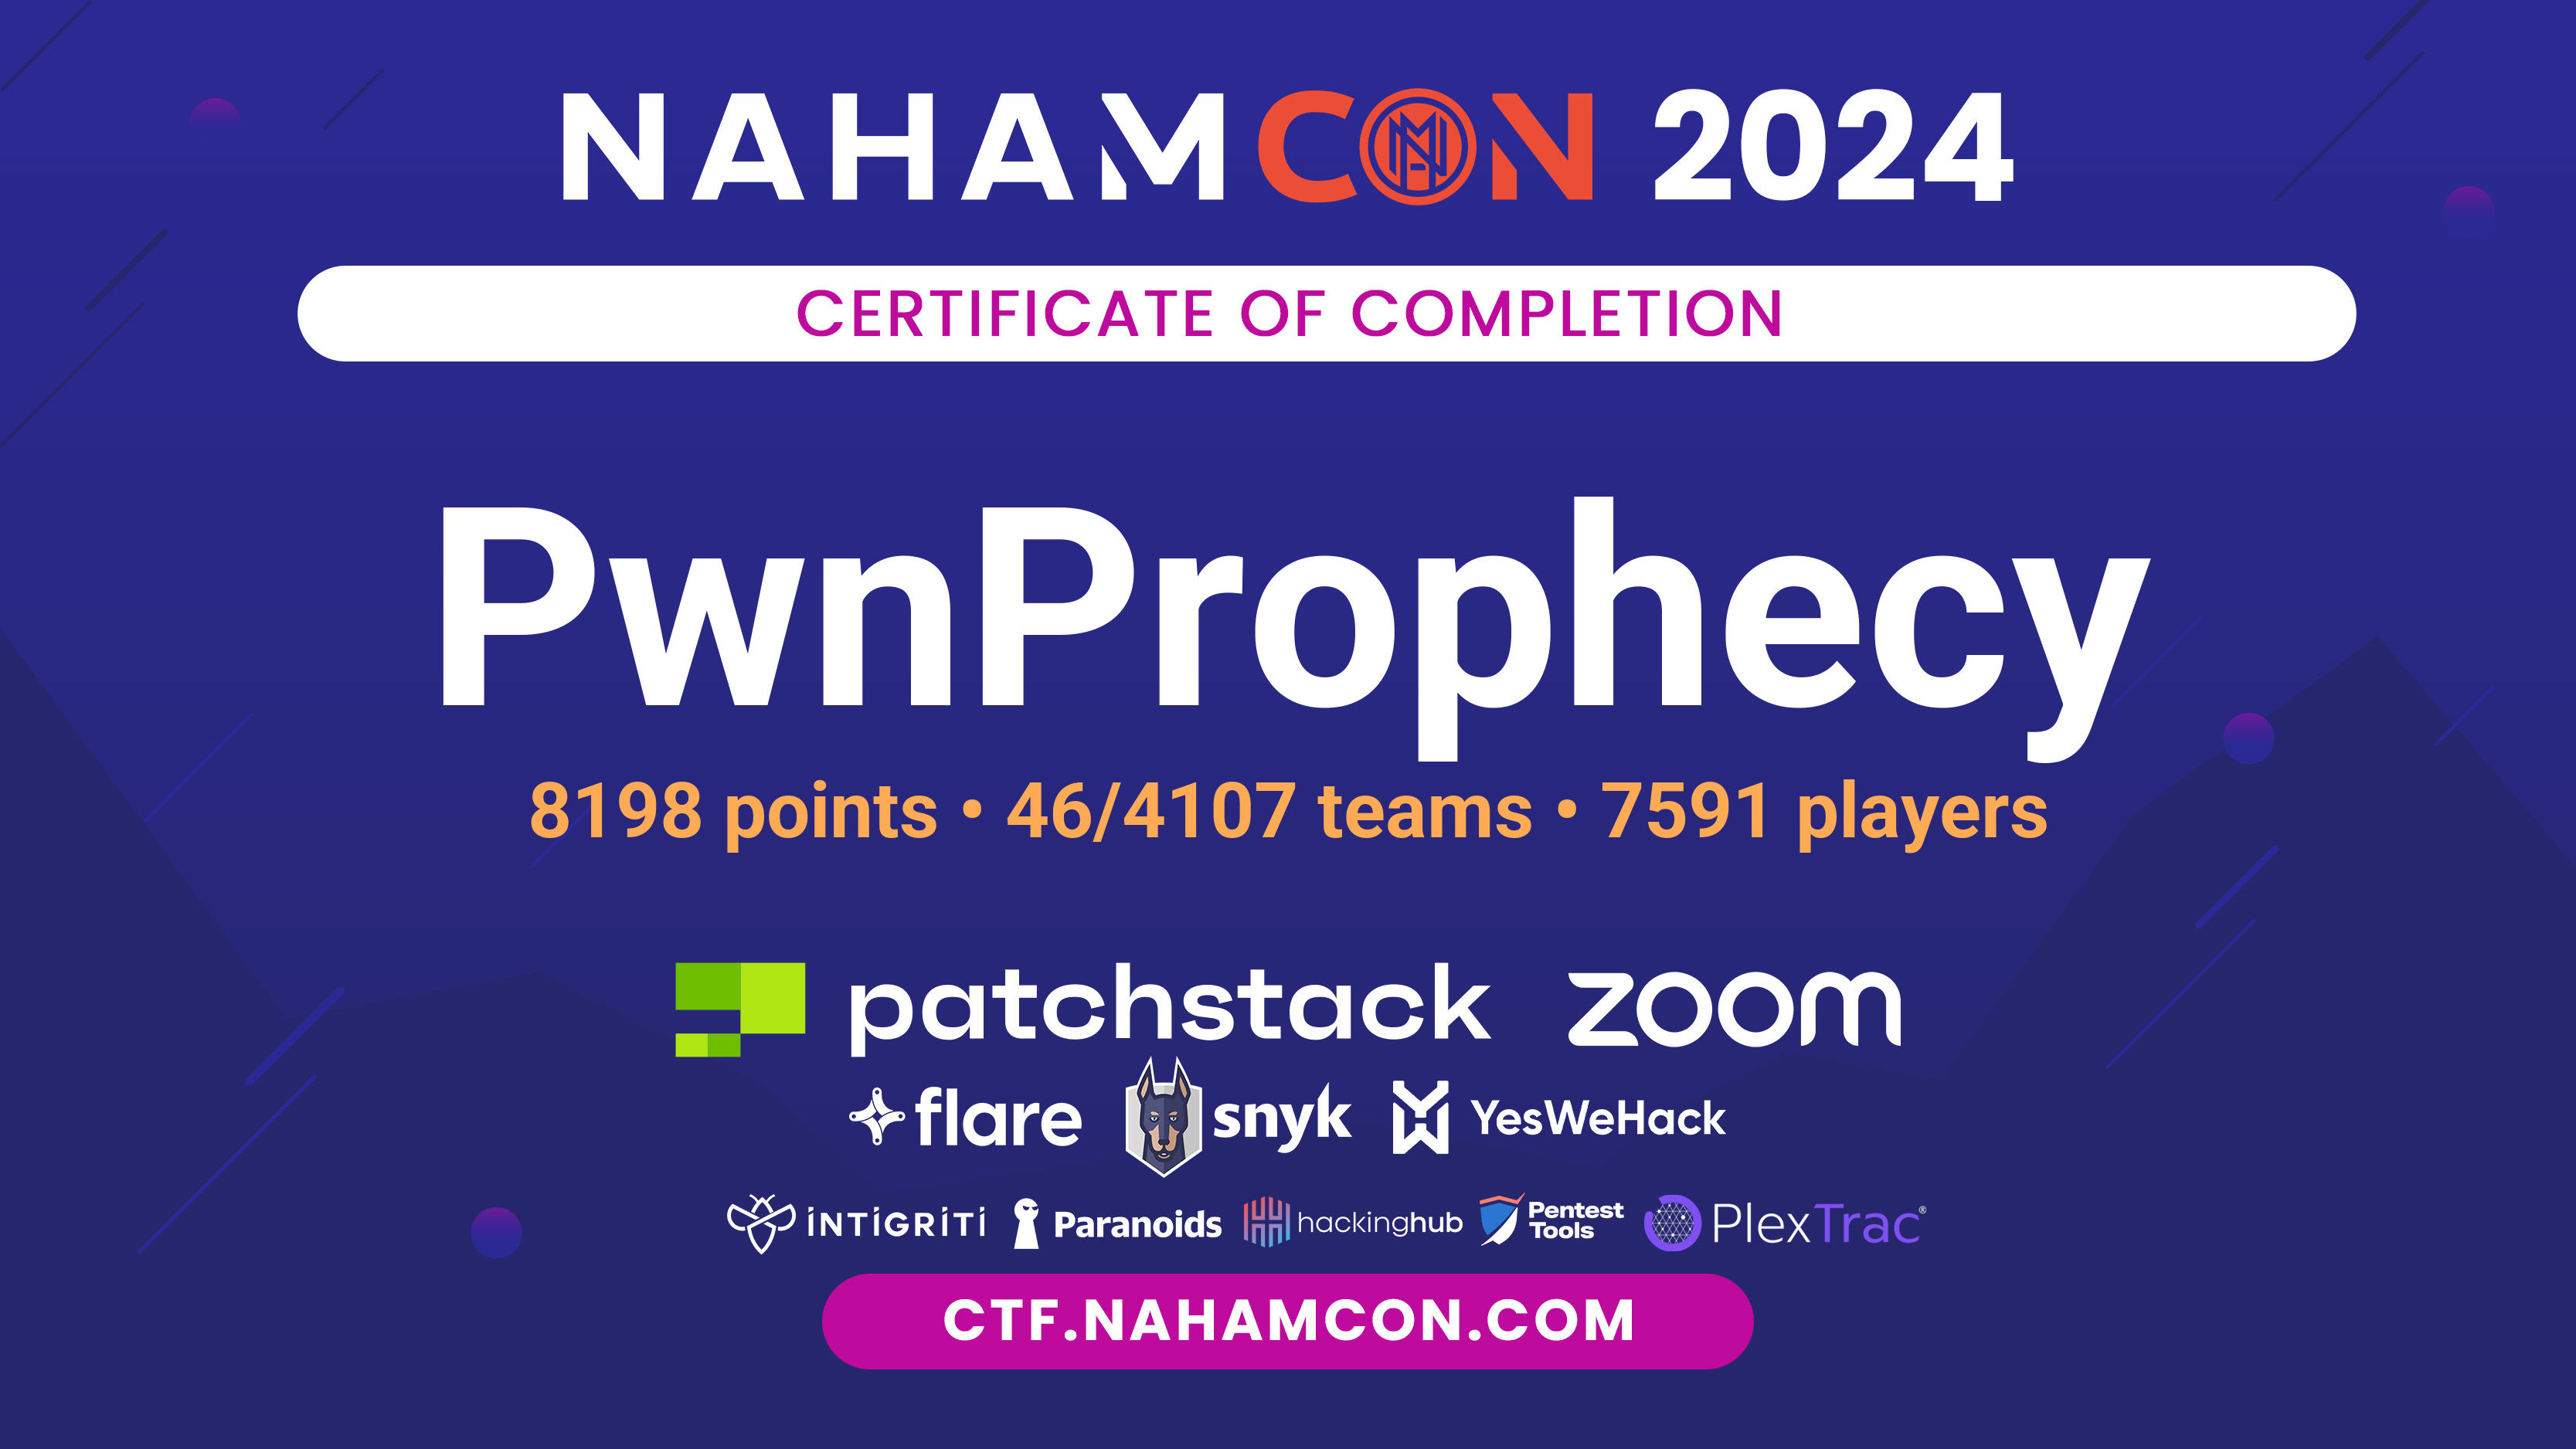 NAHAMCON 2024
CERTIFICATE OF COMPLETION
PwnProphecy
8198 points • 46/4107 teams • 7591 players
patchstack zoom
flare snyk YesWeHack
INTIGRITI Paranoids hackinghub Pentest Tools PlexTrac®
CTF.NAHAMCON.COM